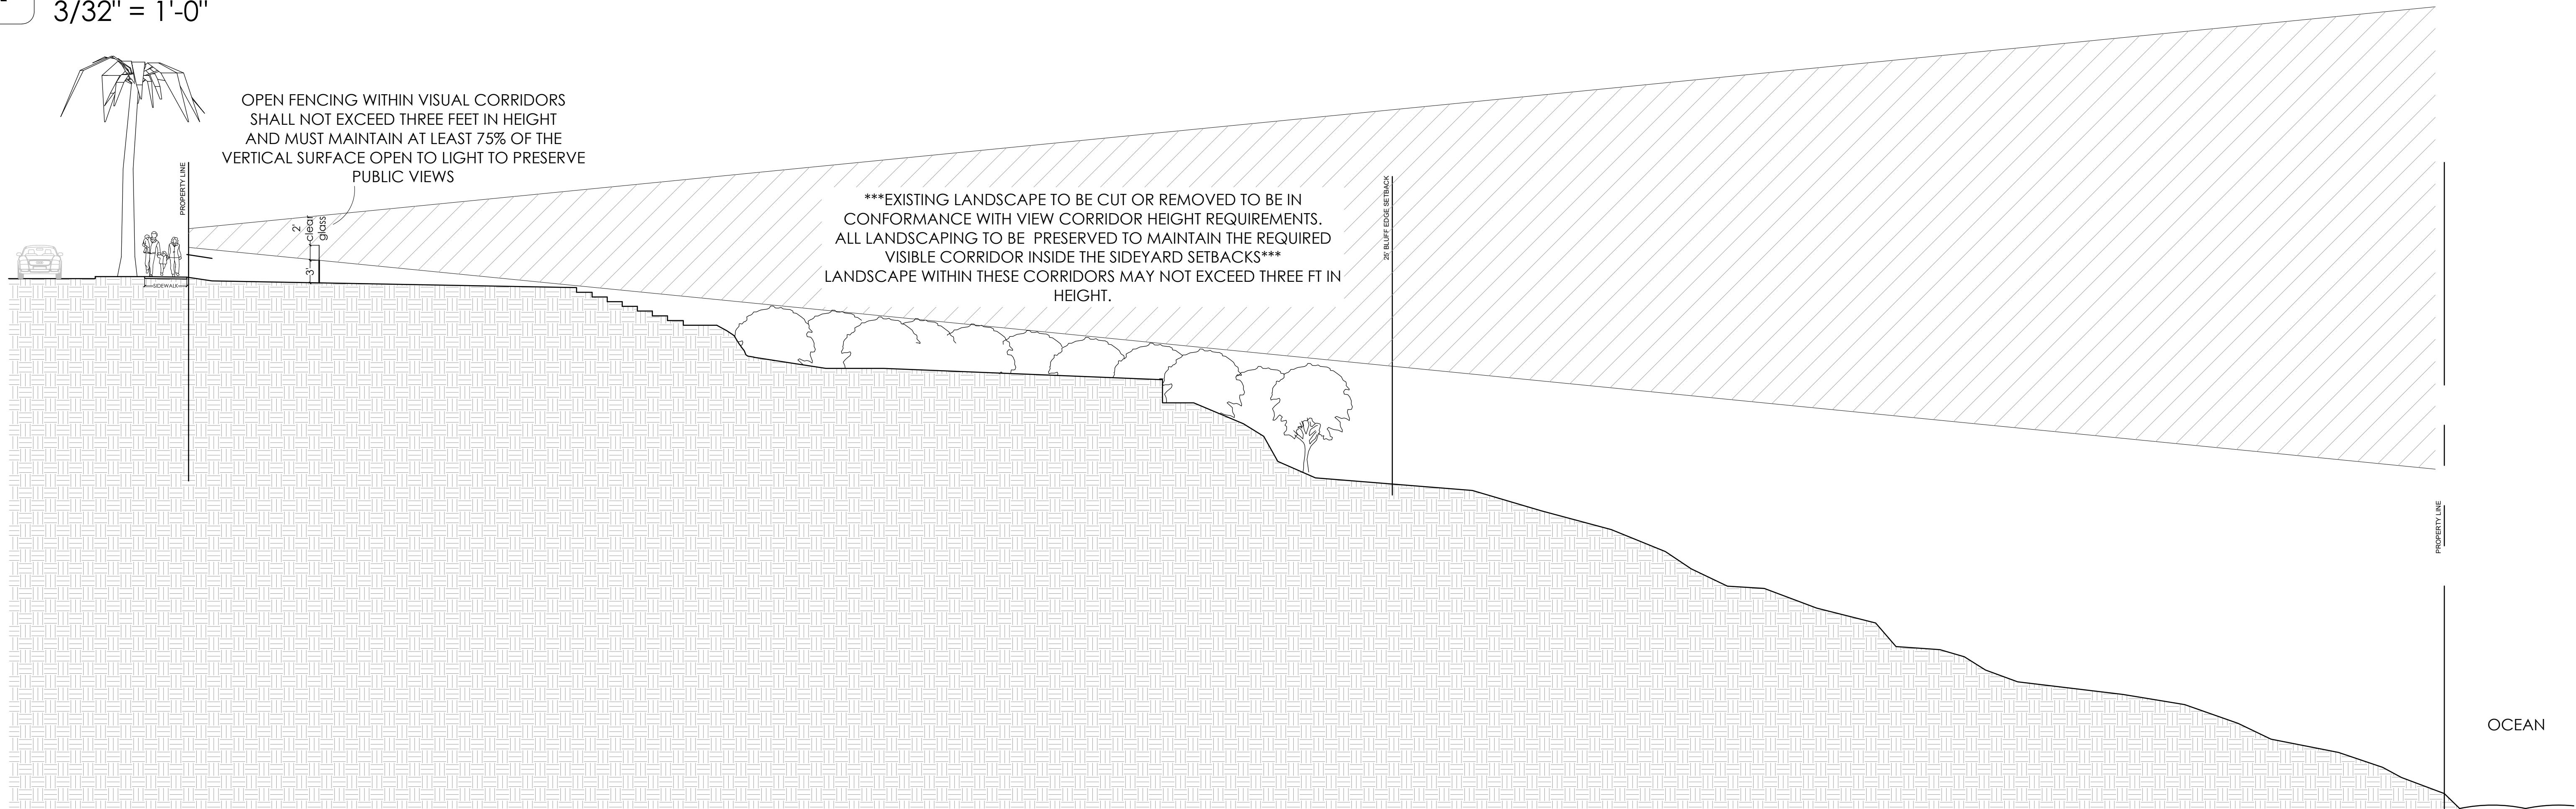 3/32" = 1'-0"
OPEN FENCING WITHIN VISUAL CORRIDORS
SHALL NOT EXCEED THREE FEET IN HEIGHT
AND MUST MAINTAIN AT LEAST 75% OF THE
VERTICAL SURFACE OPEN TO LIGHT TO PRESERVE
PUBLIC VIEWS
PROPERTY LINE
2'
clear
glass
3'
SIDEWALK
***EXISTING LANDSCAPE TO BE CUT OR REMOVED TO BE IN
CONFORMANCE WITH VIEW CORRIDOR HEIGHT REQUIREMENTS.
ALL LANDSCAPING TO BE PRESERVED TO MAINTAIN THE REQUIRED
VISIBLE CORRIDOR INSIDE THE SIDEYARD SETBACKS***
LANDSCAPE WITHIN THESE CORRIDORS MAY NOT EXCEED THREE FT IN
HEIGHT.
25' BLUFF EDGE SETBACK
PROPERTY LINE
OCEAN